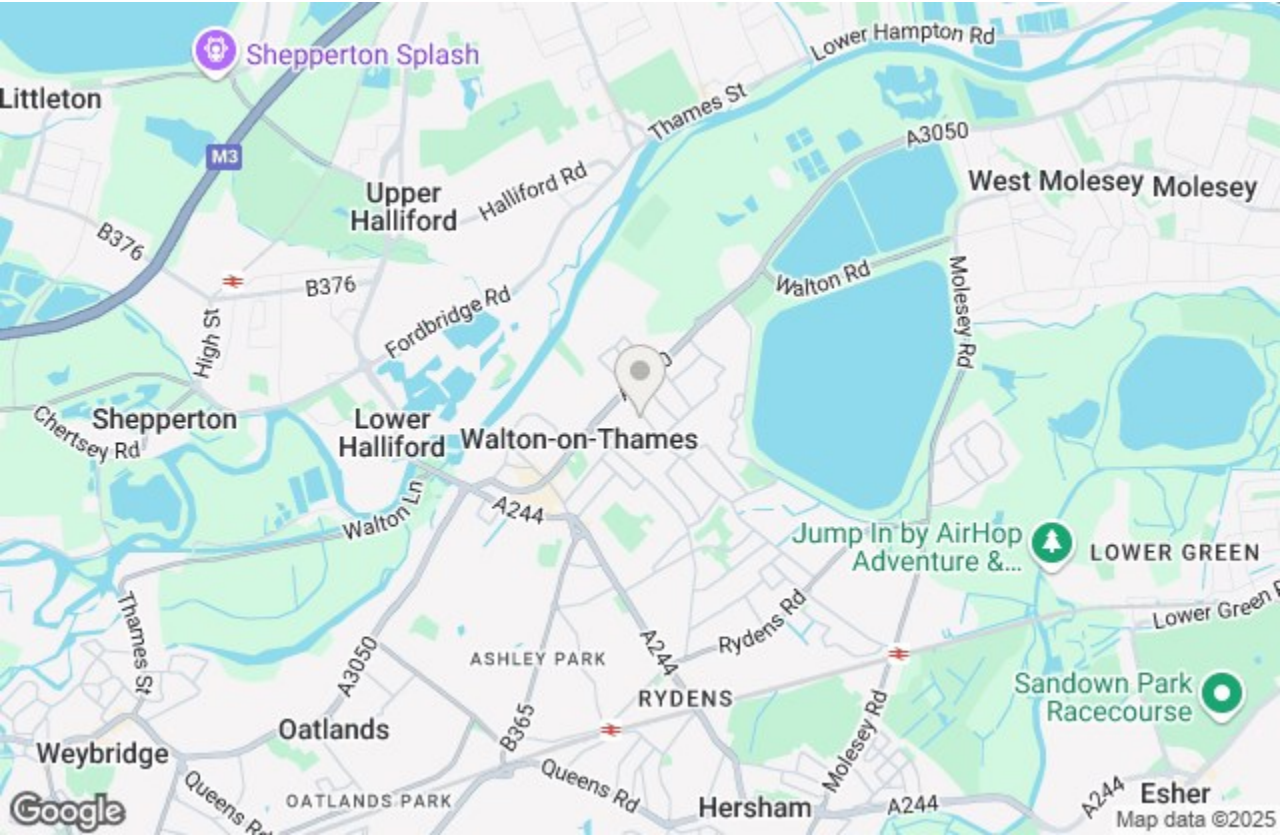 Lower Hampton Rd
Shepperton Splash
Littleton
Thames St
A3050
M3
West Molesey
Molesey
Upper
Halliford
Halliford Rd
B376
B376
Walton Rd
Molesey Rd
Fordbridge Rd
High St
Shepperton
Chertsey Rd
Lower
Halliford
Walton-on-Thames
Walton Ln
A244
Jump In by AirHop
Adventure &...
LOWER GREEN
Thames St
Lower Green
Rydens Rd
A3050
ASHLEY PARK
A244
RYDENS
Sandown Park
Racecourse
B365
Molesey Rd
Oatlands
Weybridge
Queens Rd
Queens Rd
OATLANDS PARK
Hersham
A244
A244
Esher
Google
Map data ©2025